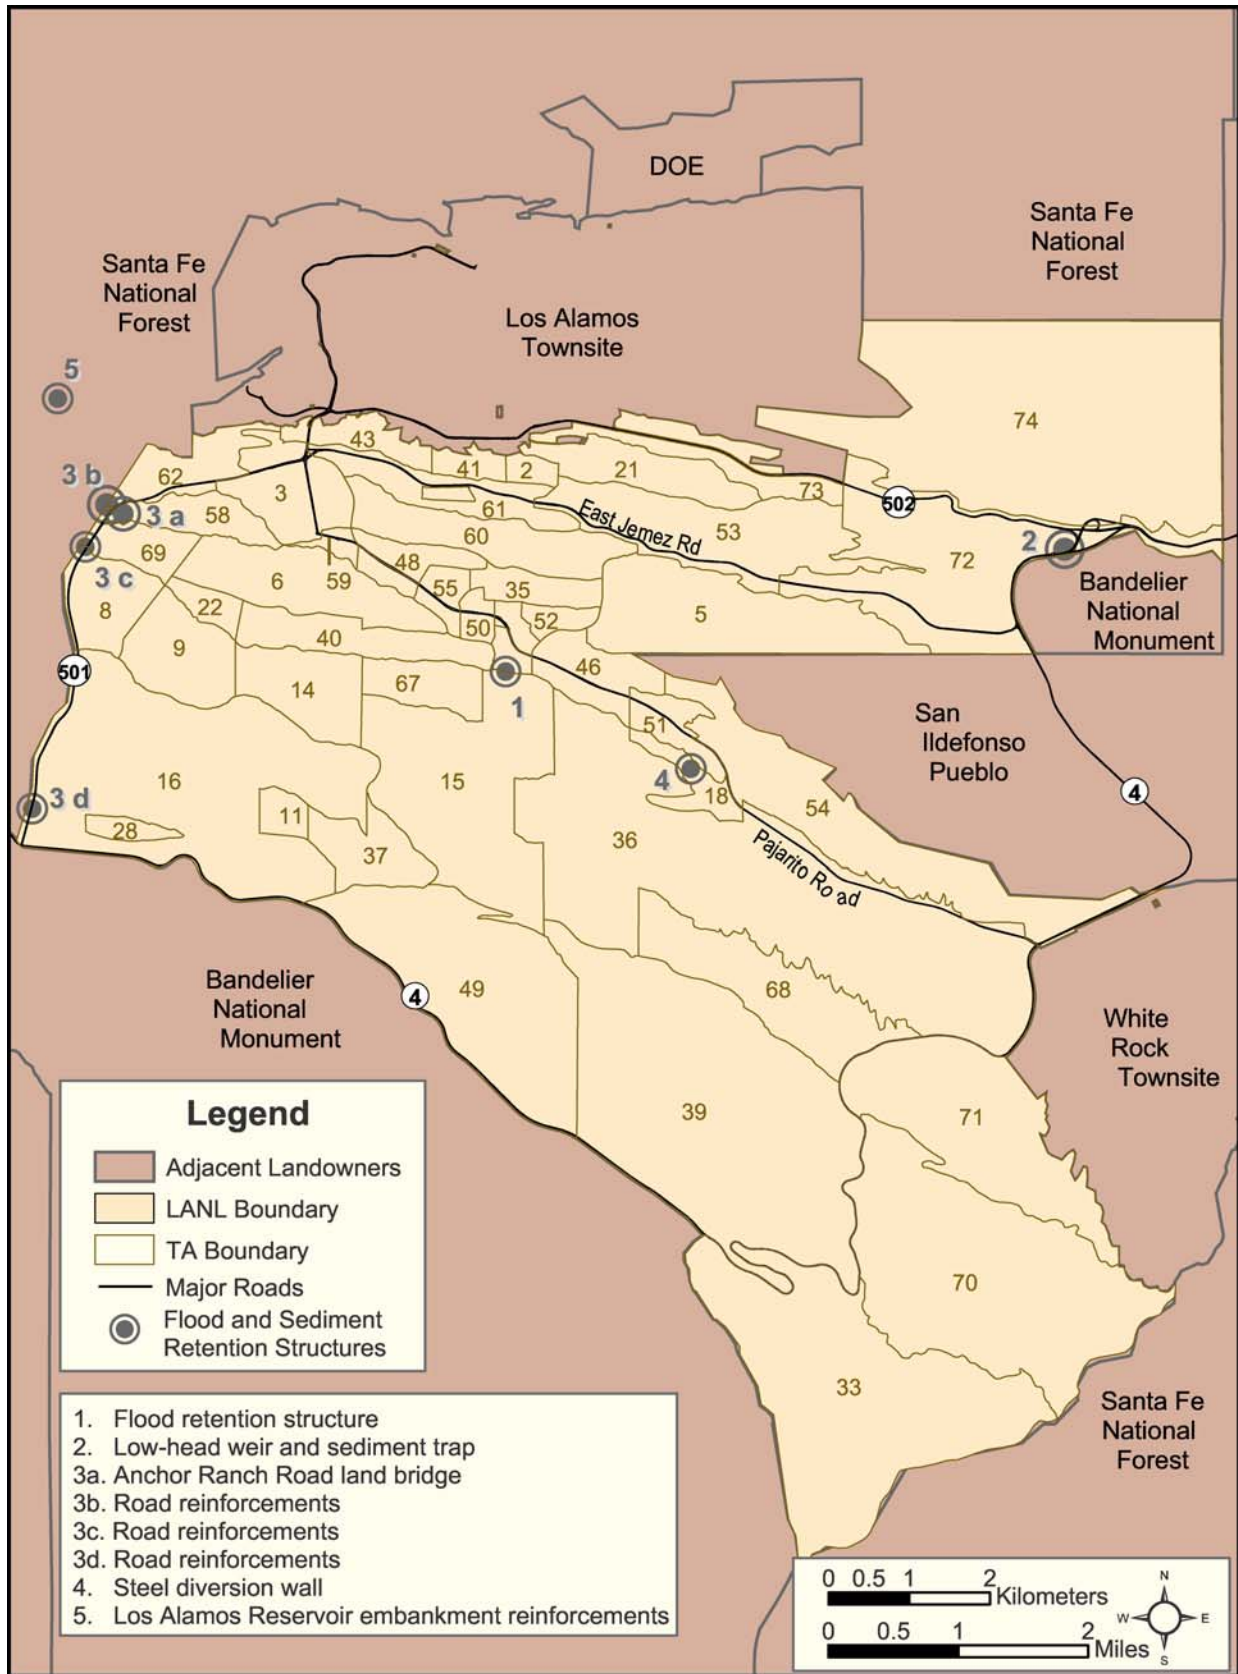 DOE
Santa Fe
National
Forest
Santa Fe
National
Forest
Los Alamos
Townsite
5
74
43
41
2
21
62
3 b
3
73
502
3 a
58
61
East Jemez Rd
53
60
2
3 c
69
48
72
6
59
55
35
Bandelier
National
Monument
8
22
52
5
50
40
9
501
46
67
14
1
51
San
Ildefonso
Pueblo
16
15
4
18
4
3 d
54
11
28
36
37
Pajarito Road
Bandelier
National
Monument
4
49
68
White
Rock
Townsite
39
71
70
33
Santa Fe
National
Forest
Legend
Adjacent Landowners
LANL Boundary
TA Boundary
Major Roads
Flood and Sediment
Retention Structures
1. Flood retention structure
2. Low-head weir and sediment trap
3a. Anchor Ranch Road land bridge
3b. Road reinforcements
3c. Road reinforcements
3d. Road reinforcements
4. Steel diversion wall
5. Los Alamos Reservoir embankment reinforcements
0 0.5 1 2 Kilometers
0 0.5 1 2 Miles
N
W E
S